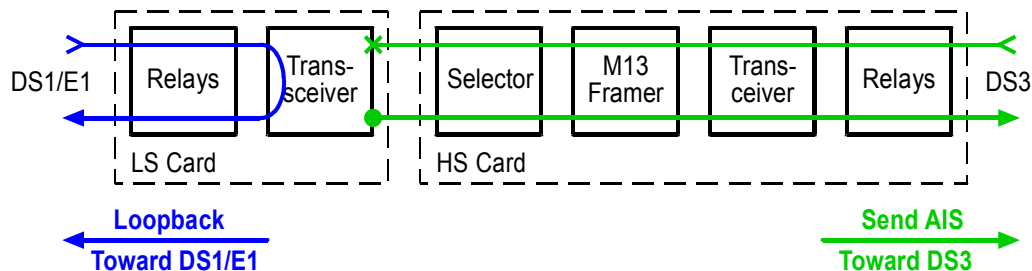 DS1/E1
Relays
Trans-
sceiver
LS Card
Selector
M13
Framer
Trans-
ceiver
Relays
HS Card
DS3
Loopback
Toward DS1/E1
Send AIS
Toward DS3